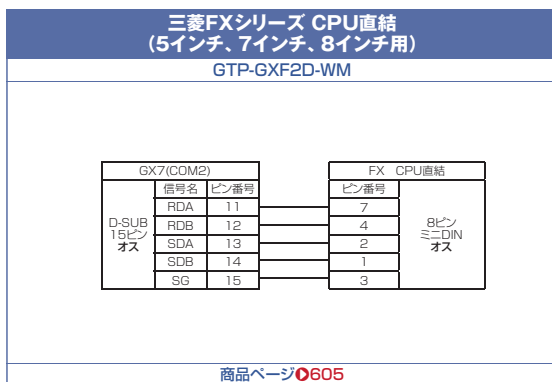 三菱FXシリーズ CPU直結
(5インチ、7インチ、8インチ用)
GTP-GXF2D-WM
GX7(COM2)
FX CPU直結
信号名 ピン番号
ピン番号
D-SUB
15ピン
オス
RDA 11
7
RDB 12
4
SDA 13
2
SDB 14
1
SG 15
3
8ピン
ミニDIN
オス
商品ページ605